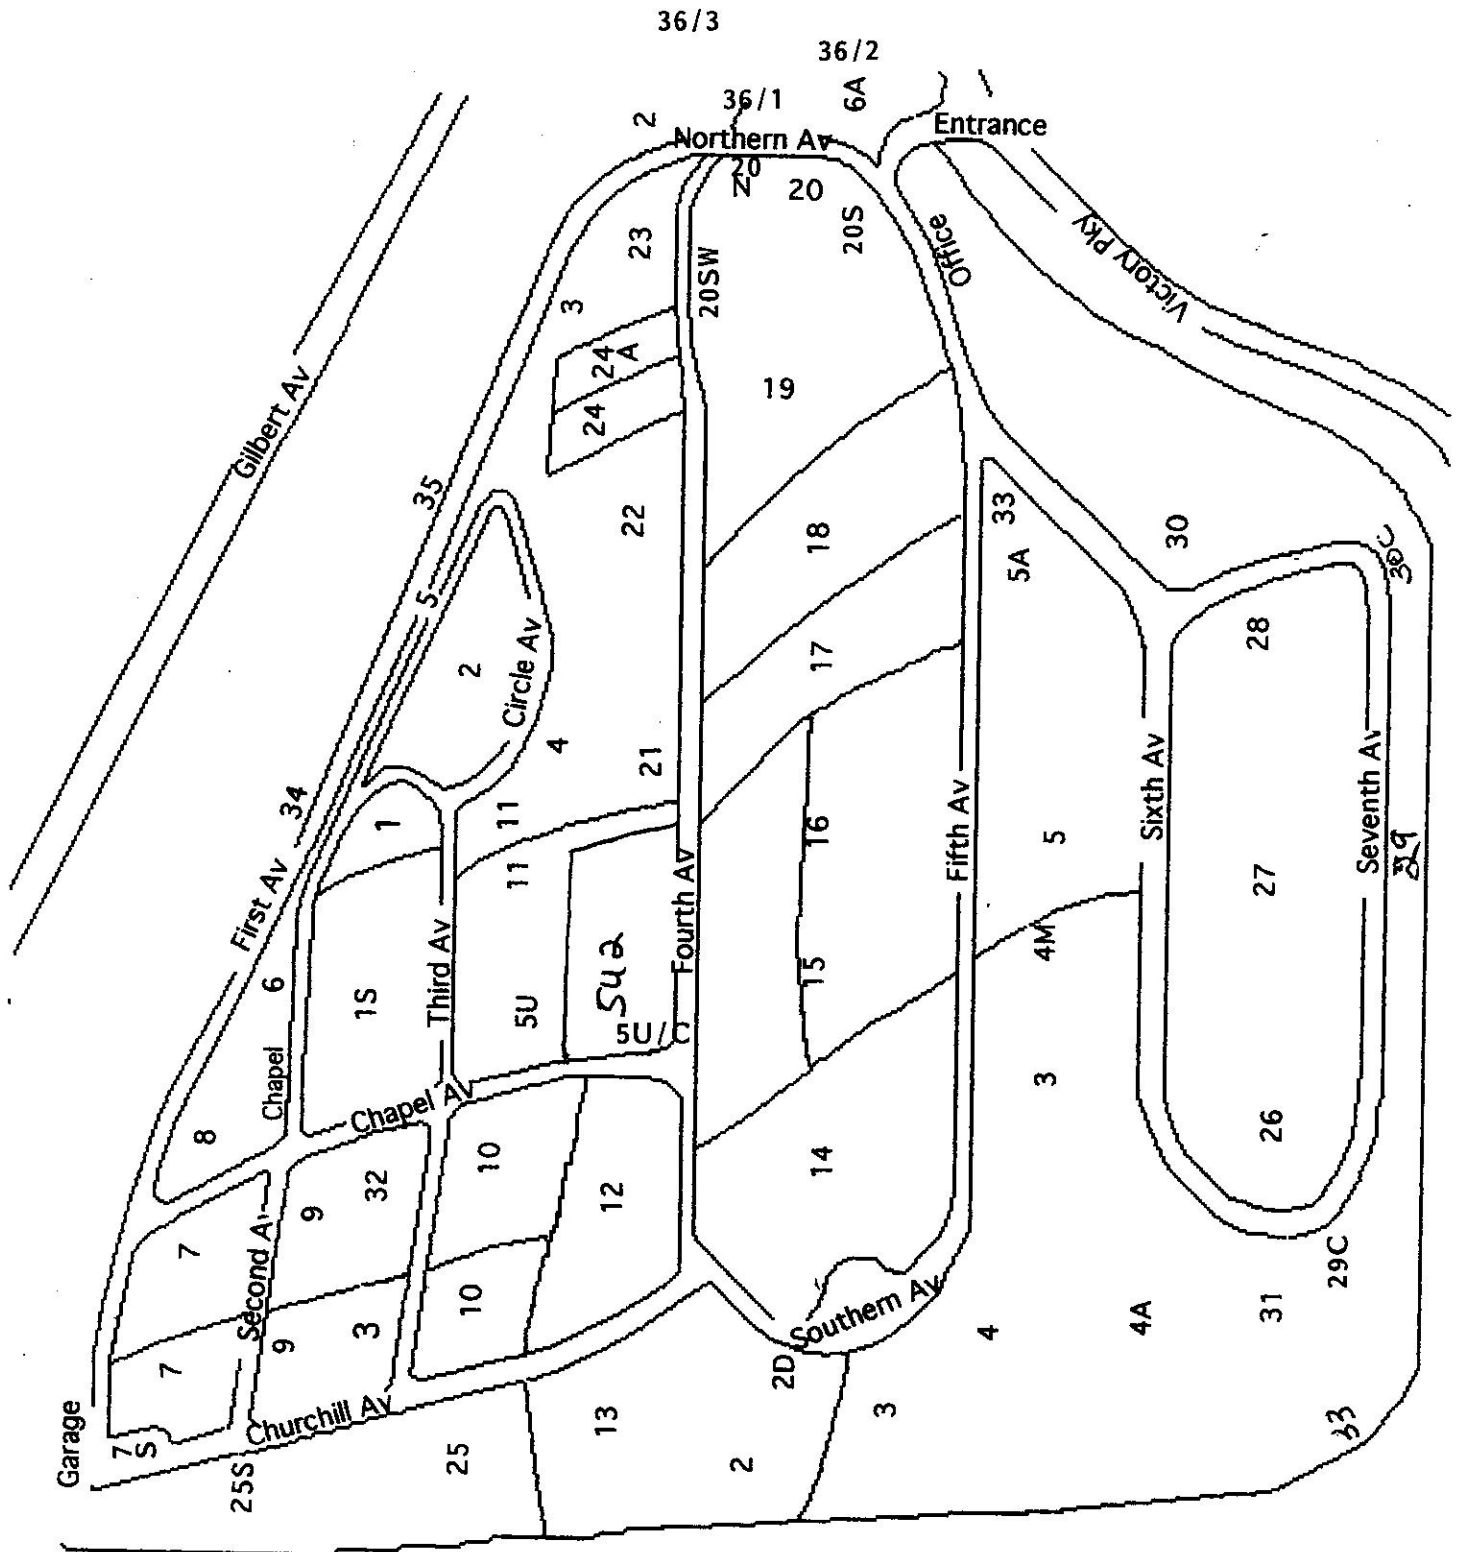 36/3
36/2
36/1
6A
2
Northern Av
Entrance
20
N
20
20S
23
20SW
Office
Victory Pky
3
24
A
24
19
Gilbert Av
35
22
18
33
5A
30
30C
5
2
Circle Av
4
21
17
28
34
1
11
11
16
5
Sixth Av
Seventh Av
29
First Av
Fourth Av
Fifth Av
27
6
1S
Third Av
5U
5U2
5U/C
15
4M
Chapel
Chapel Av
3
8
10
14
26
32
9
12
7
Second Av
10
29C
31
4A
4
Southern Av
2D
9
3
7
Churchill Av
Garage
7
S
25S
25
13
2
3
33